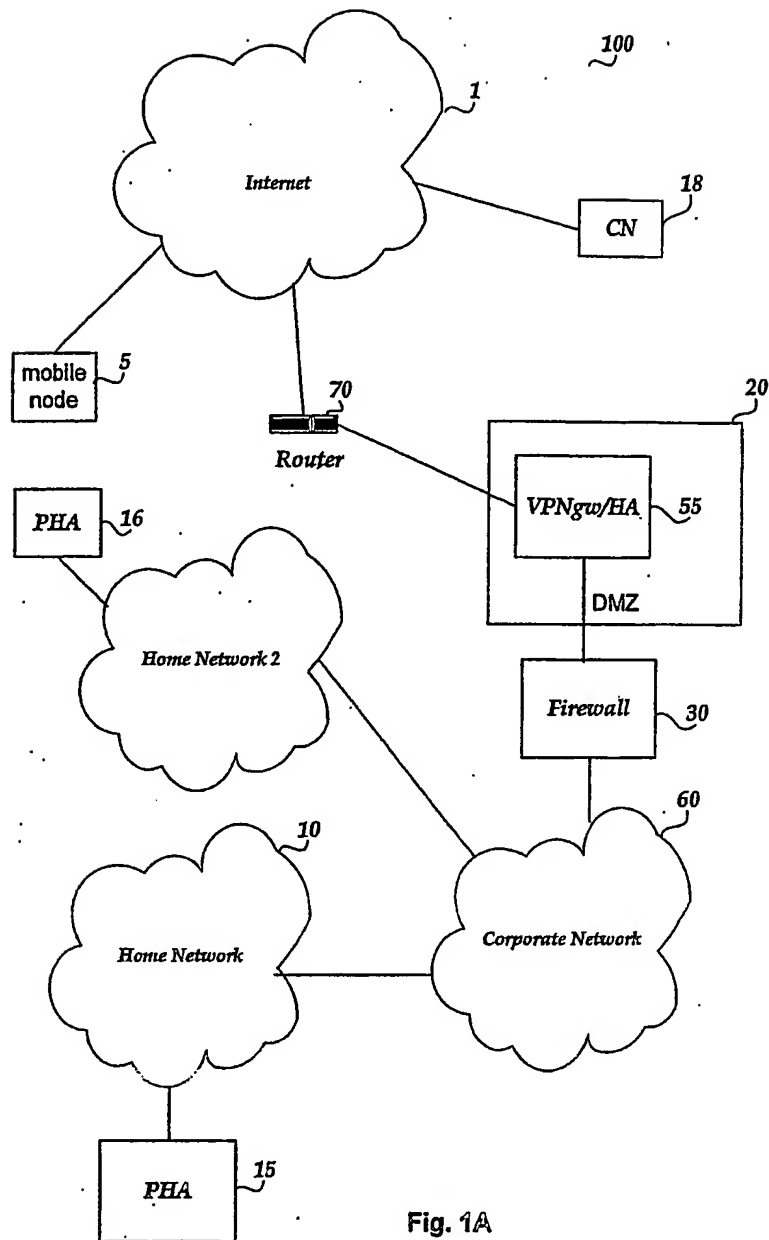 100
1
Internet
18
CN
mobile
node
5
70
Router
20
VPNgw/HA
55
DMZ
PHA
16
Home Network 2
Firewall
30
10
Home Network
60
Corporate Network
PHA
15
Fig. 1A